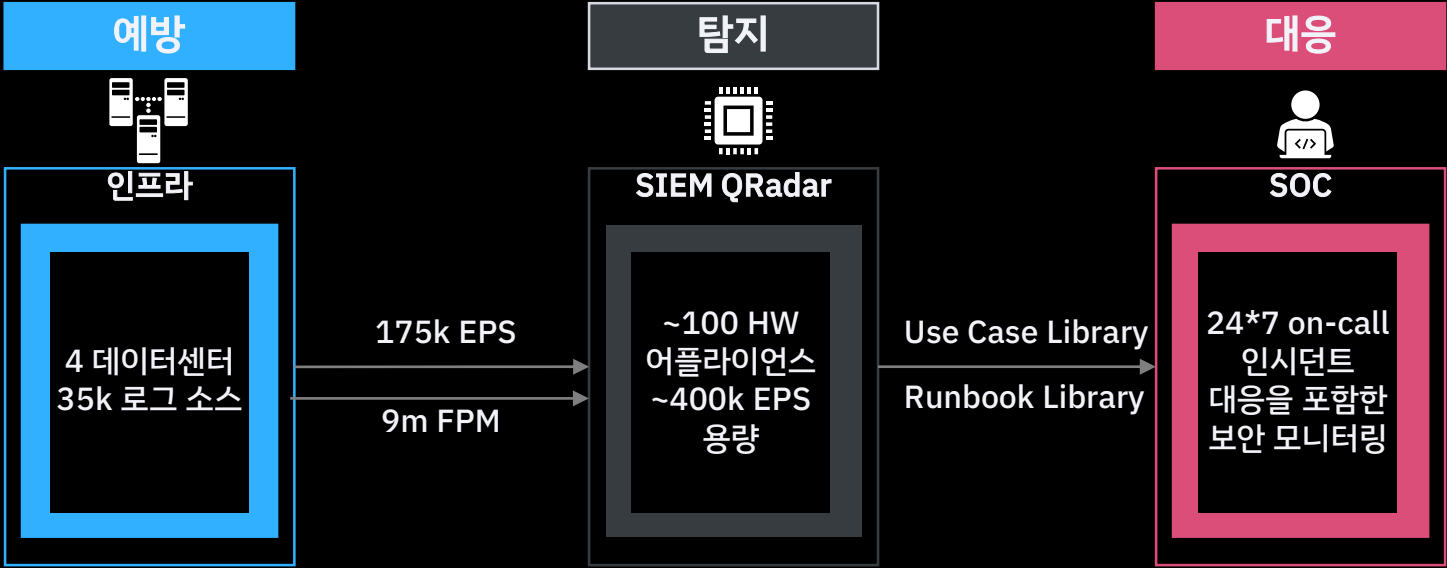 예방
탐지
대응
인프라
SIEM QRadar
SOC
4 데이터센터
35k 로그 소스
175k EPS
9m FPM
~100 HW
어플라이언스
~400k EPS
용량
Use Case Library
Runbook Library
</>
24*7 on-call
인시던트
대응을 포함한
보안 모니터링